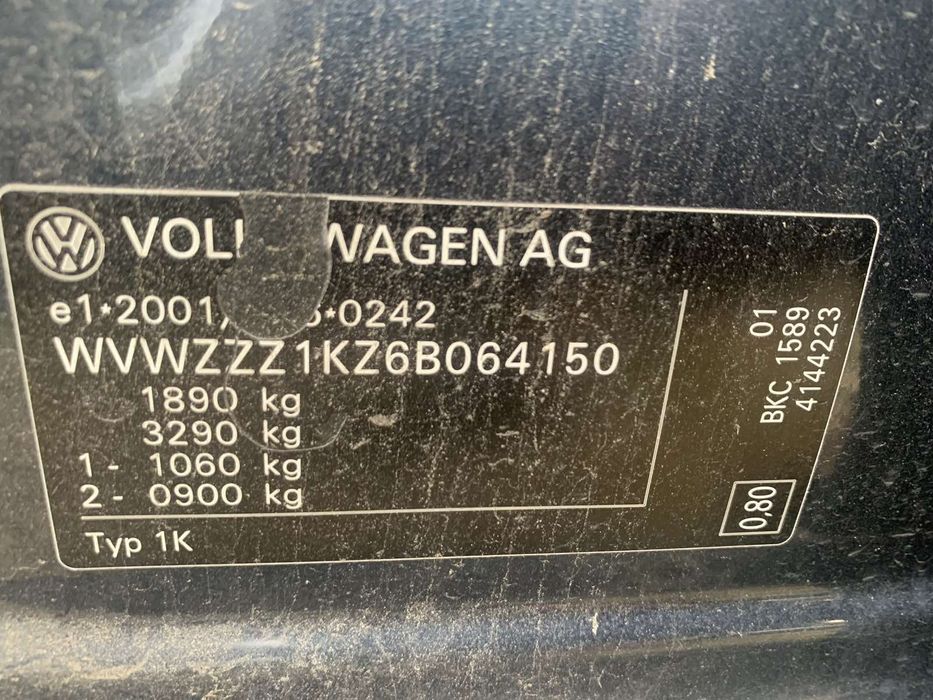 VOL WAGEN AG
e1*2001/ *0242
WVWZZZ1KZ6B064150
1890 kg
3290 kg
1- 1060 kg
2- 0900 kg
Typ 1K
01
BKC 1589
4144223
0,80